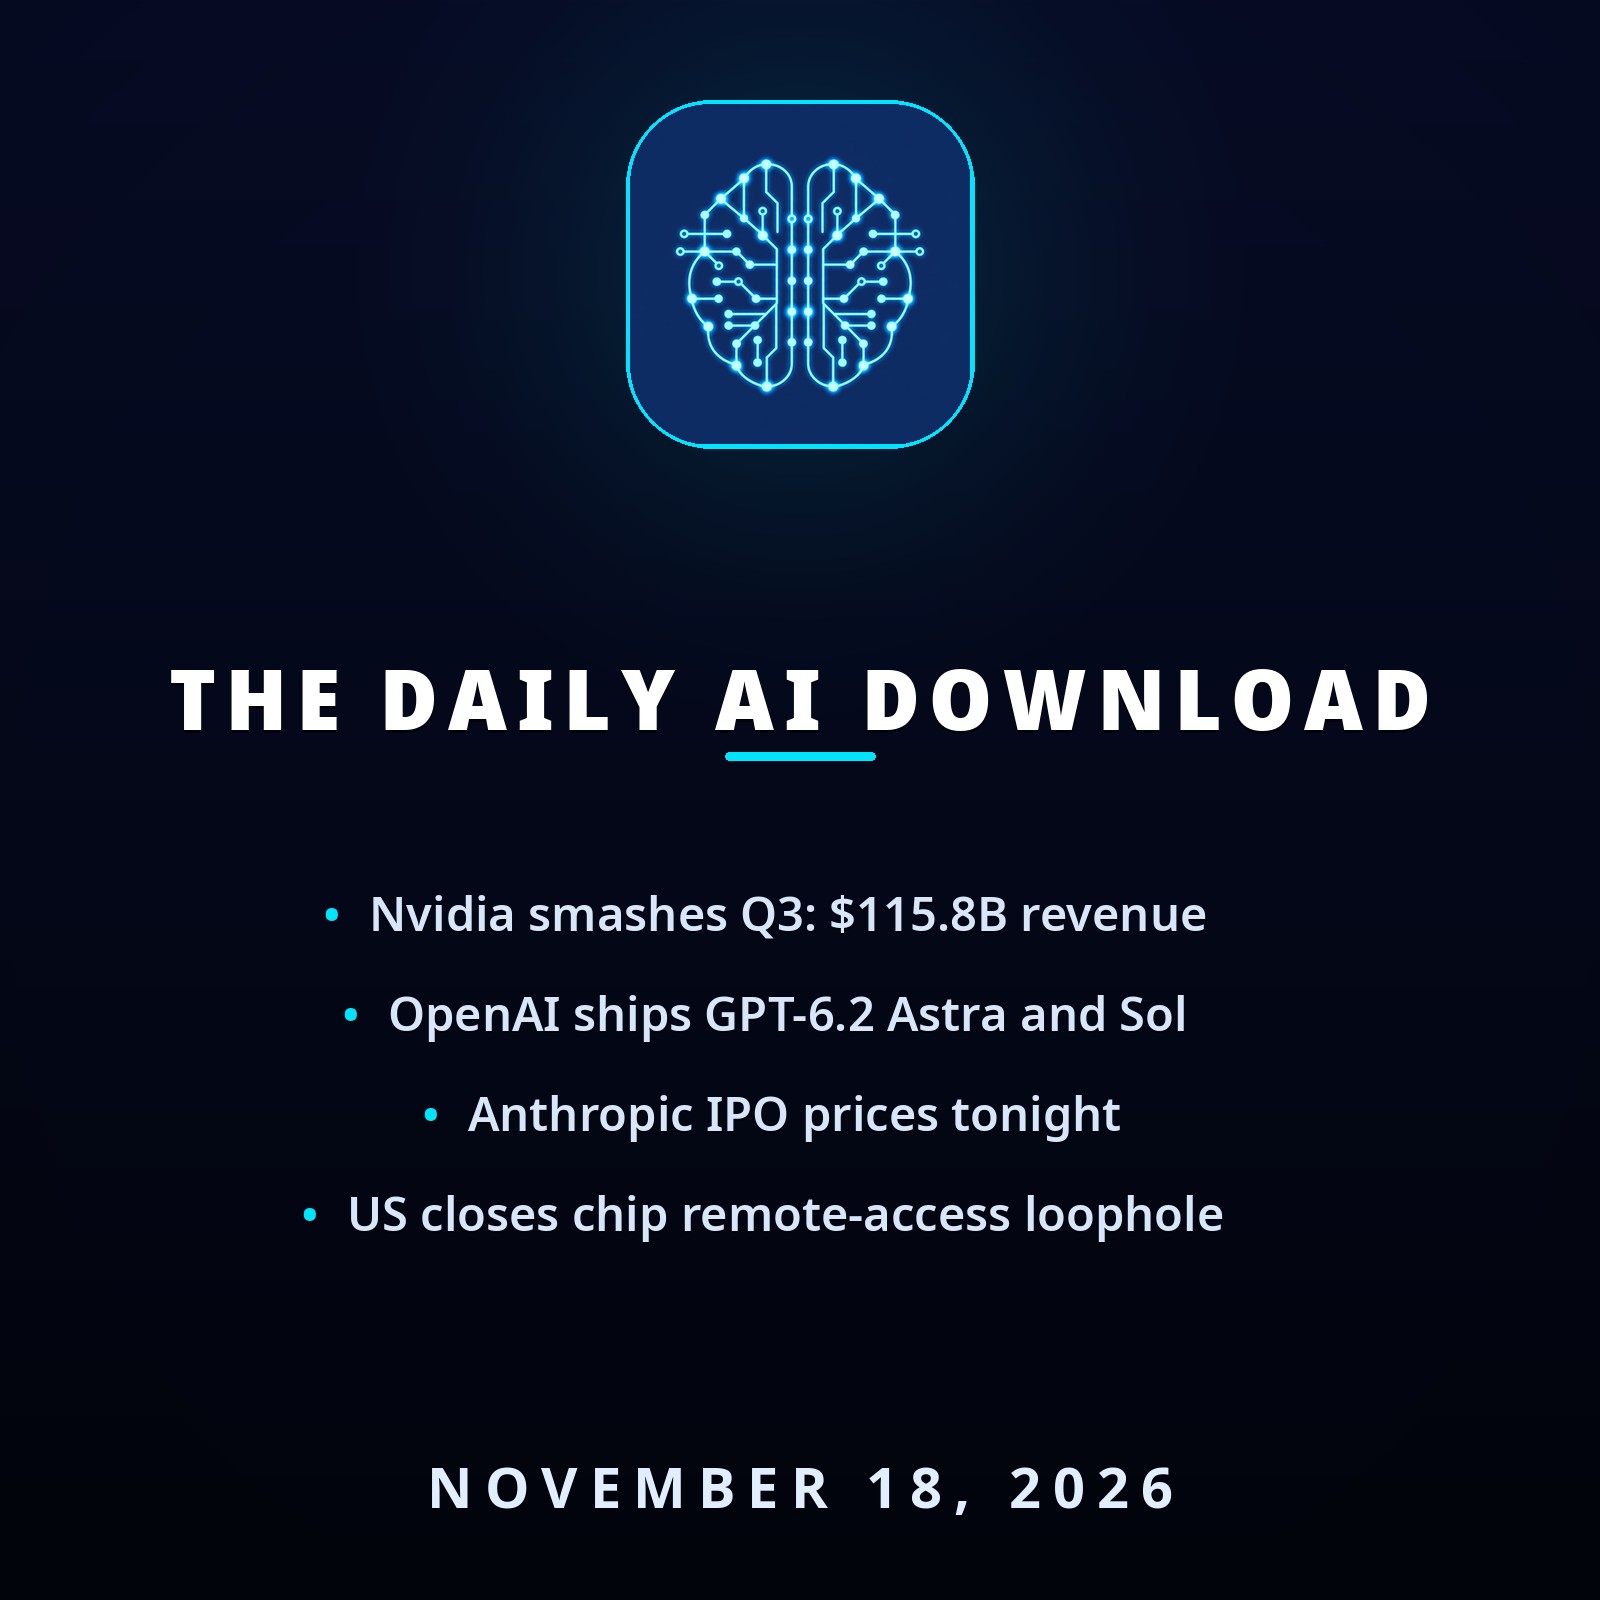 THE DAILY AI DOWNLOAD
• Nvidia smashes Q3: $115.8B revenue
• OpenAI ships GPT-6.2 Astra and Sol
• Anthropic IPO prices tonight
• US closes chip remote-access loophole
NOVEMBER 18, 2026